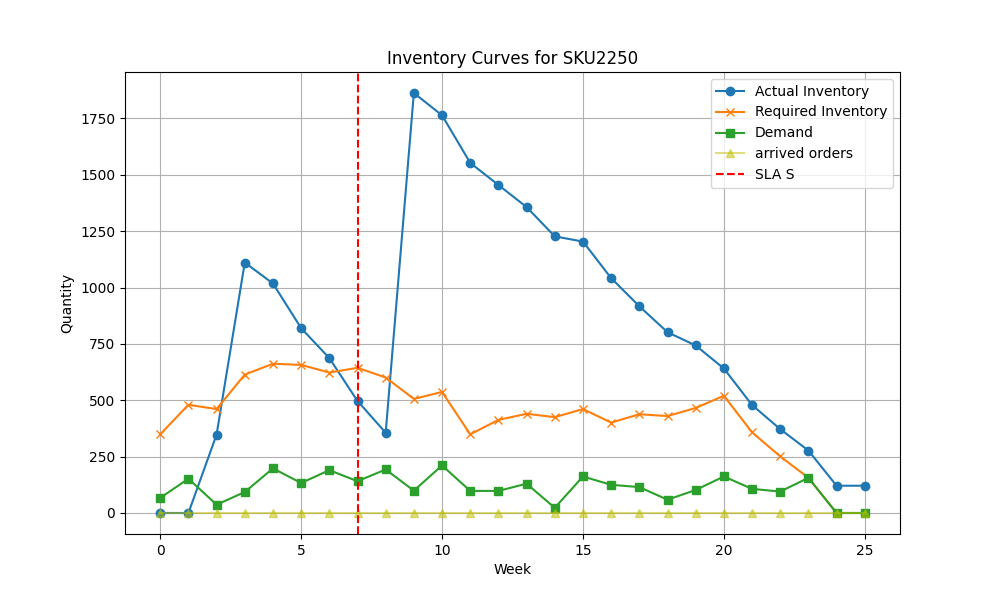 Inventory Curves for SKU2250
Actual Inventory
Required Inventory
Demand
arrived orders
SLA S
Quantity
1750
1500
1250
1000
750
500
250
0
0 5 10 15 20 25
Week